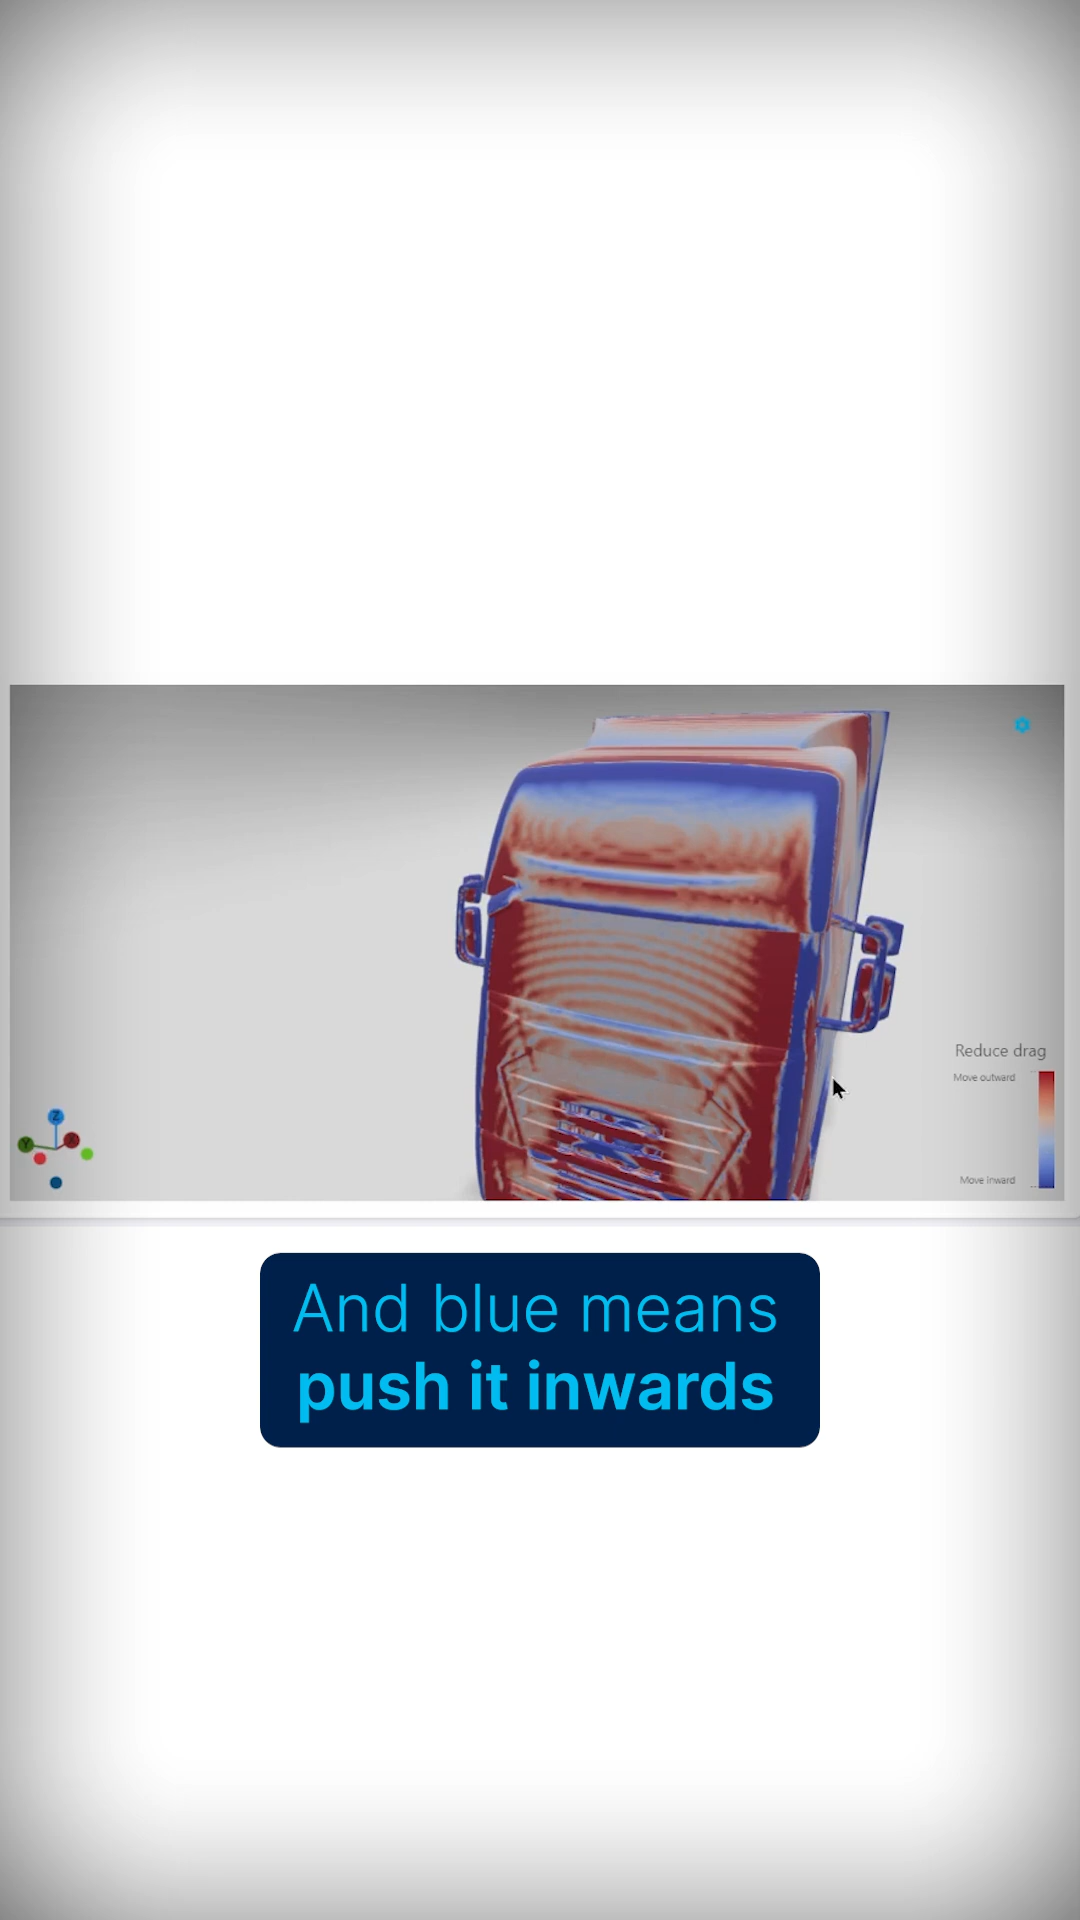 Reduce drag
Move outward
Z
Y
X
Move inward
And blue means
push it inwards